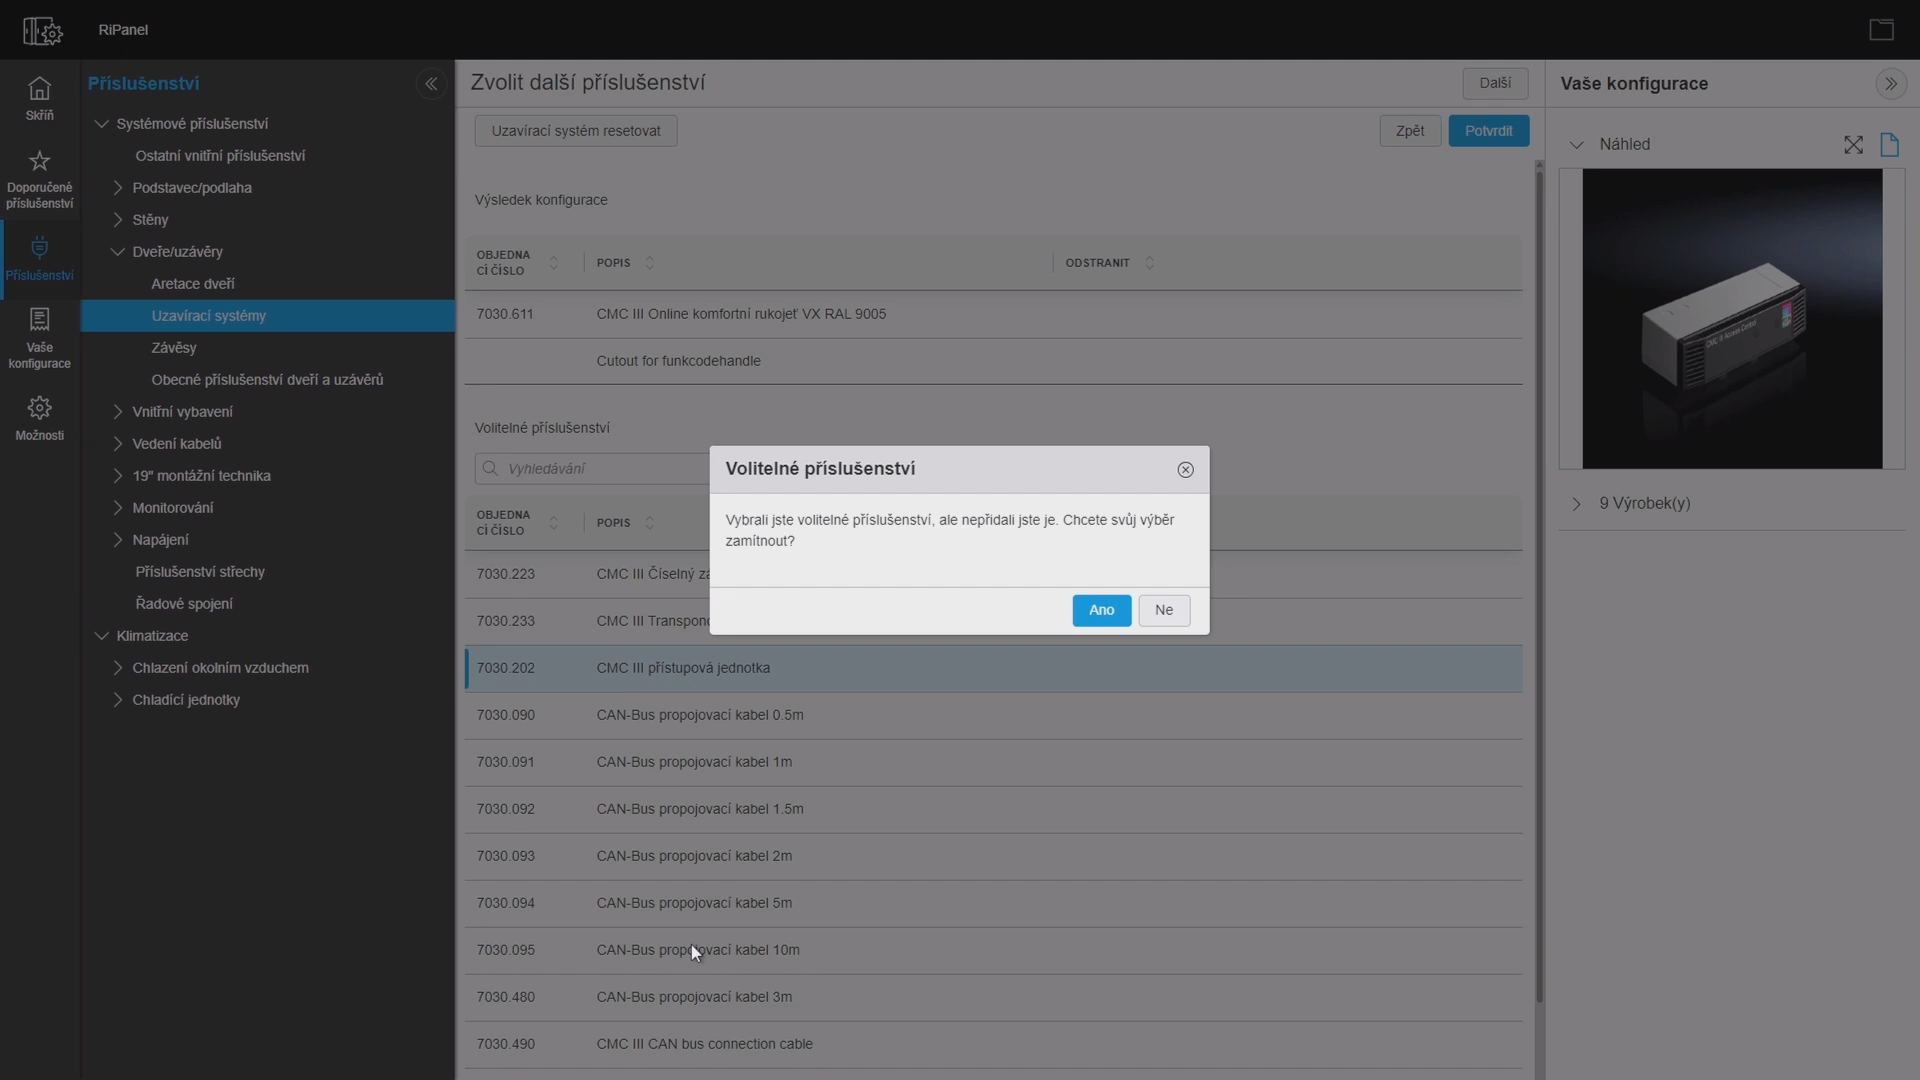 RiPanel
Skříň
Doporučené
příslušenství
Příslušenství
Vaše
konfigurace
Možnosti
Příslušenství
Systémové příslušenství
Ostatní vnitřní příslušenství
Podstavec/podlaha
Stěny
Dveře/uzávěry
Aretace dveří
Uzavírací systémy
Závěsy
Obecné příslušenství dveří a uzávěrů
Vnitřní vybavení
Vedení kabelů
19" montážní technika
Monitorování
Napájení
Příslušenství střechy
Řadové spojení
Klimatizace
Chlazení okolním vzduchem
Chladící jednotky
Zvolit další příslušenství
Další
Uzavírací systém resetovat
Zpět
Potvrdit
Výsledek konfigurace
OBJEDNA
CÍ ČÍSLO
POPIS
ODSTRANIT
7030.611
CMC III Online komfortní rukojeť VX RAL 9005
Cutout for funkcodehandle
Volitelné příslušenství
Vyhledávání
OBJEDNA
CÍ ČÍSLO
POPIS
7030.223
CMC III Číselný
7030.233
CMC III
7030.202
CMC III přístupová jednotka
7030.090
CAN-Bus propojovací kabel 0.5m
7030.091
CAN-Bus propojovací kabel 1m
7030.092
CAN-Bus propojovací kabel 1.5m
7030.093
CAN-Bus propojovací kabel 2m
7030.094
CAN-Bus propojovací kabel 5m
7030.095
CAN-Bus propojovací kabel 10m
7030.480
CAN-Bus propojovací kabel 3m
7030.490
CMC III CAN bus connection cable
Volitelné příslušenství
Vybrali jste volitelné příslušenství, ale nepřidali jste je. Chcete svůj výběr
zamítnout?
Ano
Ne
Vaše konfigurace
Náhled
CMC III Access Control
9 Výrobek(y)